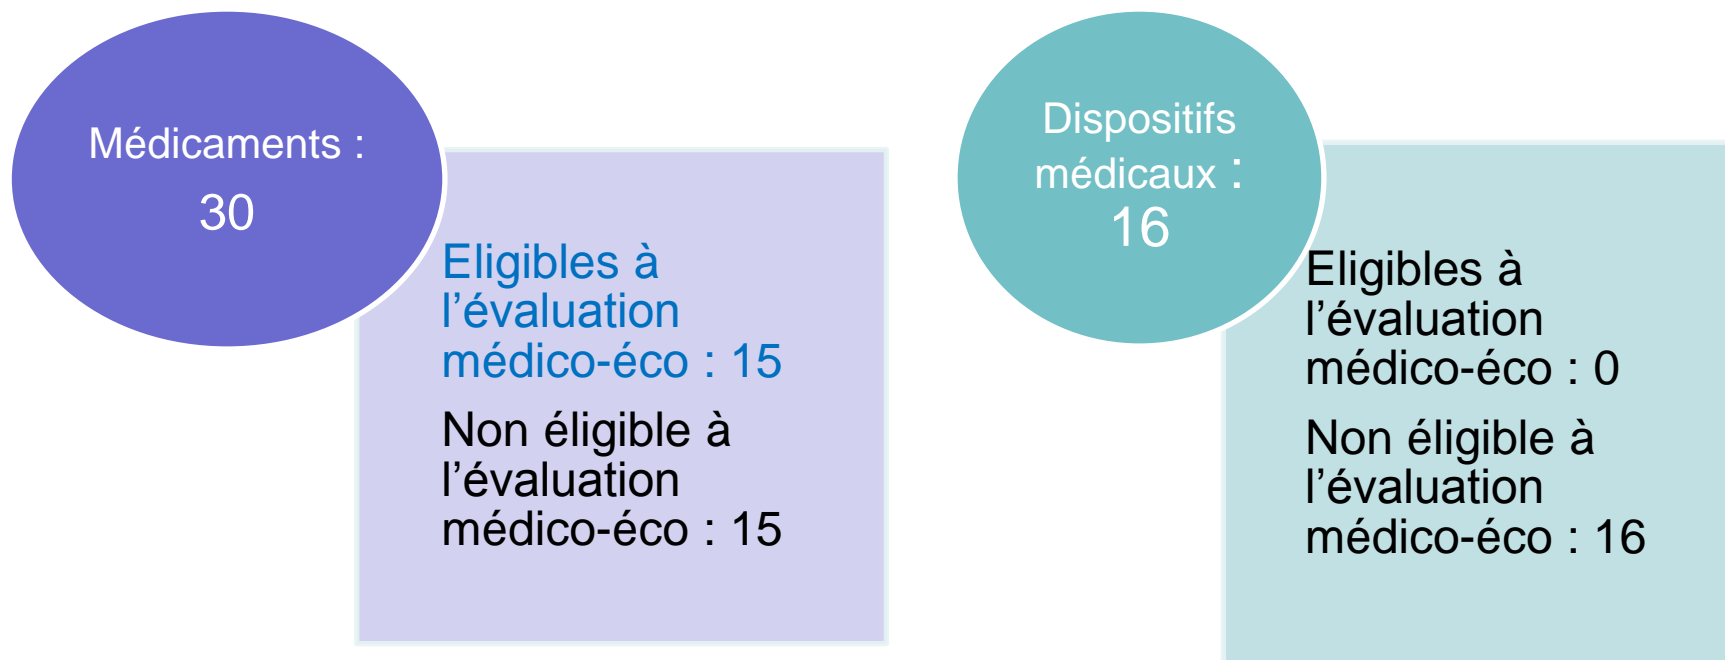 Médicaments :
30
Eligibles à
l’évaluation
médico-éco : 15
Non éligible à
l’évaluation
médico-éco : 15
Dispositifs
médicaux :
16
Eligibles à
l’évaluation
médico-éco : 0
Non éligible à
l’évaluation
médico-éco : 16